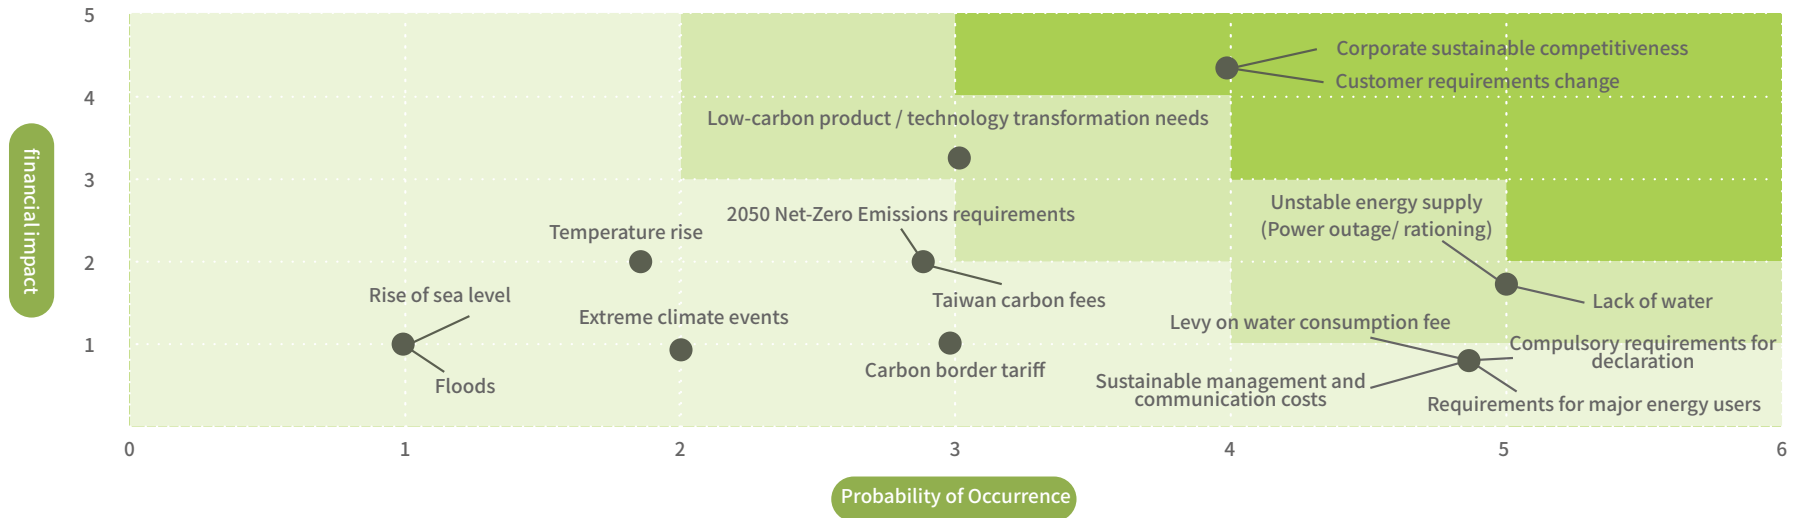 5
4
3
2
1
financial impact
Corporate sustainable competitiveness
Customer requirements change
Low-carbon product / technology transformation needs
Unstable energy supply
(Power outage/ rationing)
2050 Net-Zero Emissions requirements
Temperature rise
Rise of sea level
Taiwan carbon fees
Lack of water
Extreme climate events
Levy on water consumption fee
Compulsory requirements for
declaration
Carbon border tariff
Floods
Sustainable management and
communication costs
Requirements for major energy users
0
1
2
3
4
5
6
Probability of Occurrence